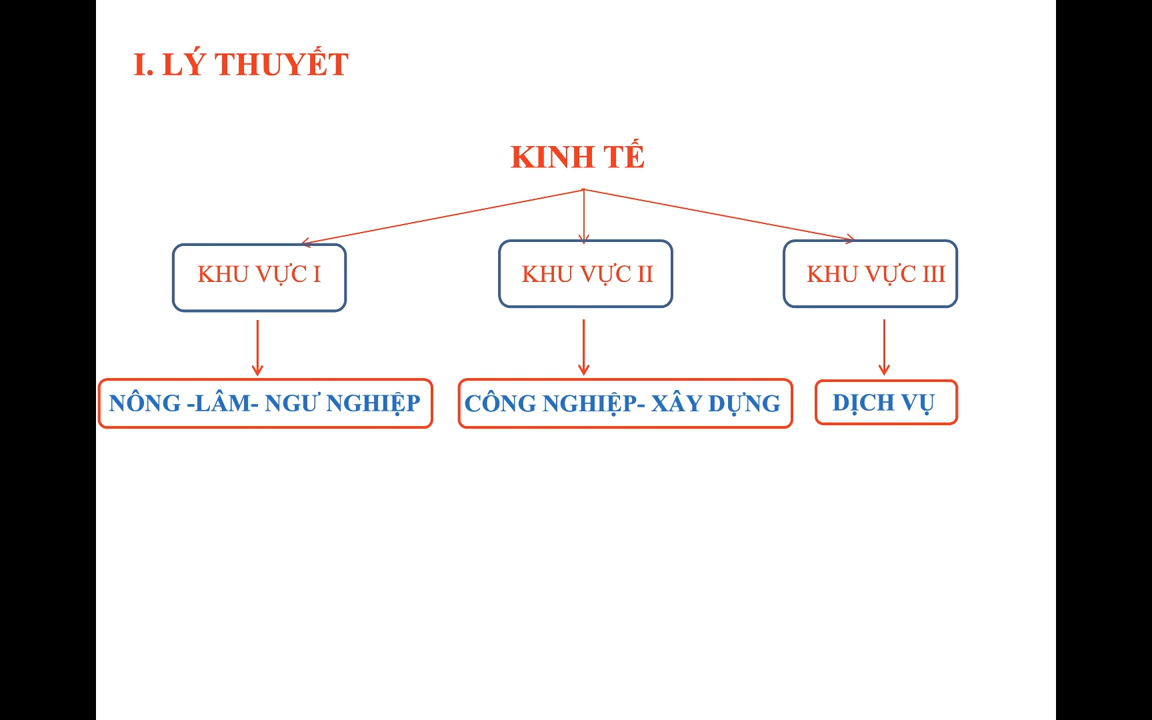 I. LÝ THUYẾT
KINH TẾ
KHU VỰC I
KHU VỰC II
KHU VỰC III
NÔNG -LÂM- NGƯ NGHIỆP
CÔNG NGHIỆP- XÂY DỰNG
DỊCH VỤ